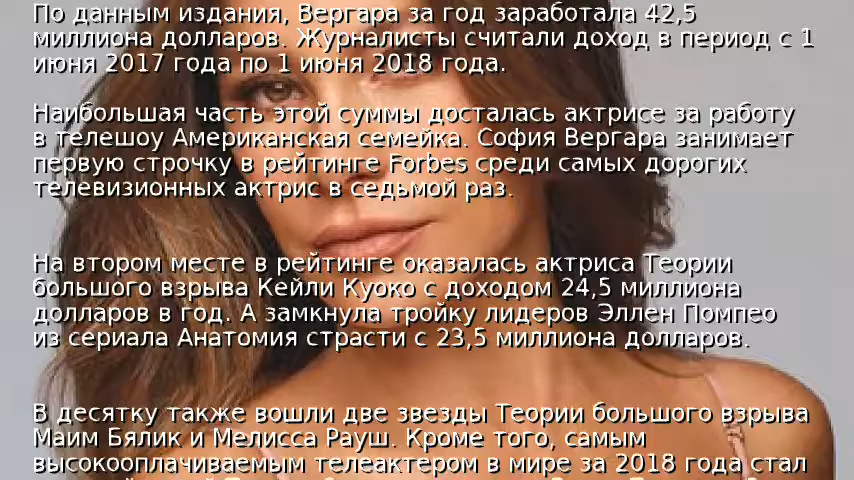 По данным издания, Вергара за год заработала 42,5
миллиона долларов. Журналисты считали доход в период с 1
июня 2017 года по 1 июня 2018 года.
Наибольшая часть этой суммы досталась актрисе за работу
в телешоу Американская семейка. София Вергара занимает
первую строчку в рейтинге Forbes среди самых дорогих
телевизионных актрис в седьмой раз.
На втором месте в рейтинге оказалась актриса Теории
большого взрыва Кейли Куоко с доходом 24,5 миллиона
долларов в год. А замкнула тройку лидеров Эллен Помпео
из сериала Анатомия страсти с 23,5 миллиона долларов.
В десятку также вошли две звезды Теории большого взрыва
Маим Бялик и Мелисса Рауш. Кроме того, самым
высокооплачиваемым телеактером в мире за 2018 года стал